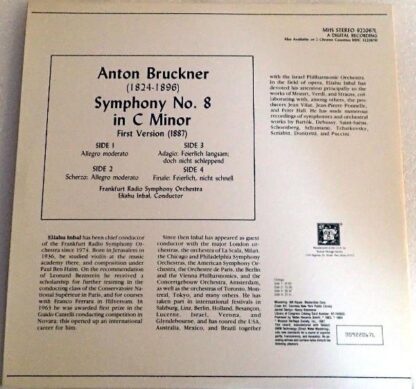 MHS STEREO 922067L
A DIGITAL RECORDING
Also Available on 2 Chrome Cassettes MHC
Anton Bruckner
(1824-1896)
Symphony No. 8
in C Minor
First Version (1887)
SIDE 1
Allegro moderato
SIDE 2
Scherzo: Allegro moderato
SIDE 3
Adagio: Feierlich langsam;
doch nicht schleppend
SIDE 4
Finale: Feierlich, nicht schnell
Frankfurt Radio Symphony Orchestra
Eliahu Inbal, Conductor
Eliahu Inbal has been chief conductor
of the Frankfurt Radio Symphony Or-
chestra since 1974. Born in Jerusalem in
1936, he studied violin at the music
academy there, and composition under
Paul Ben Haim. On the recommendation
of Leonard Bernstein he received a
scholarship for further training in the
conducting class of the Conservatoire Na-
tional Supérieur in Paris, and for courses
with Franco Ferrara in Hilversum. In
1963 he was awarded first prize in the
Guido Cantelli conducting competition in
Novara; this opened up an international
career for him.
Since then Inbal has appeared as guest
conductor with the major London or-
chestras, the orchestra of La Scala, Milan,
the Chicago and Philadelphia Symphony
Orchestras, the American Symphony Or-
chestra, the Orchestre de Paris, the Berlin
and the Vienna Philharmonic, and the
Concertgebouw Orchestra, Amsterdam,
as well as the orchestras of Toronto, Mont-
real, Tokyo, and many others. He has
taken part in international festivals in
Salzburg, Linz, Berlin, Holland, Besançon,
Lucerne, Israel, Verona, and
Glyndebourne, and has toured the USA,
Australia, Mexico, and Brazil together
with the Israel Philharmonic Orchestra.
In the field of opera, Eliahu Inbal has
devoted his attention principally to the
works of Mozart, Verdi, and Strauss, col-
laborating with, among others, the pro-
ducers Jean Vilar, Jean-Pierre Ponnelle,
and Peter Hall. He has made numerous
recordings of symphonies and orchestral
works by Bartók, Debussy, Saint-Saëns,
Schoenberg, Schumann, Tchaikovsky,
Scriabin, Donizetti, and Puccini.